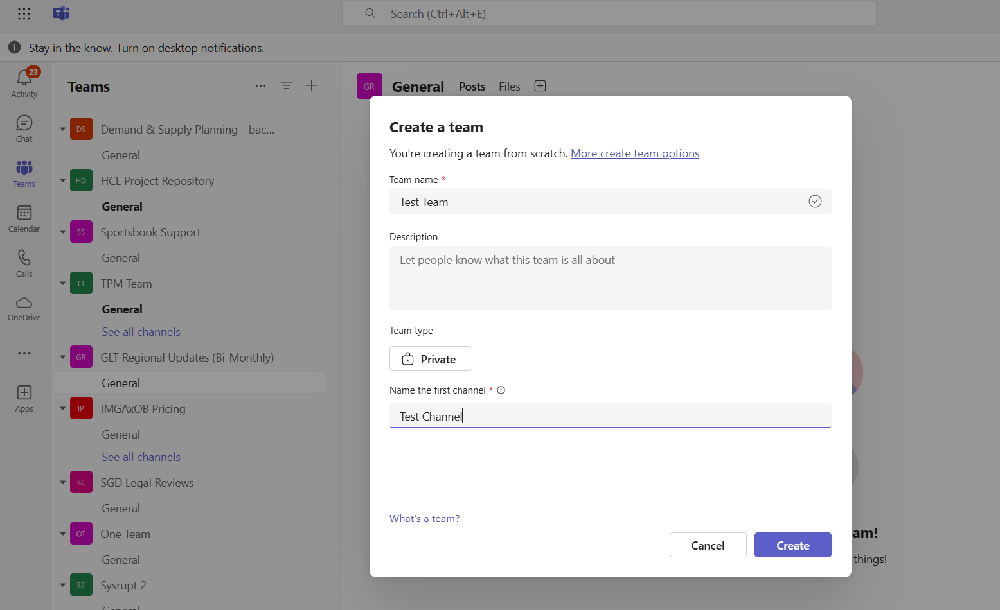 Search (Ctrl+Alt+E)
Stay in the know. Turn on desktop notifications.
23
Activity
Chat
Teams
Calendar
Calls
OneDrive
Apps
Teams
DS Demand & Supply Planning - bac...
General
HD HCL Project Repository
General
SS Sportsbook Support
General
TT TPM Team
General
See all channels
GR GLT Regional Updates (Bi-Monthly)
General
IP IMGAxOB Pricing
General
See all channels
SL SGD Legal Reviews
General
OT One Team
General
S2 Sysrupt 2
General
GR General Posts Files
Create a team
You're creating a team from scratch. More create team options
Team name *
Test Team
Description
Let people know what this team is all about
Team type
Private
Name the first channel *
Test Channel
What's a team?
Cancel Create
eam!
things!